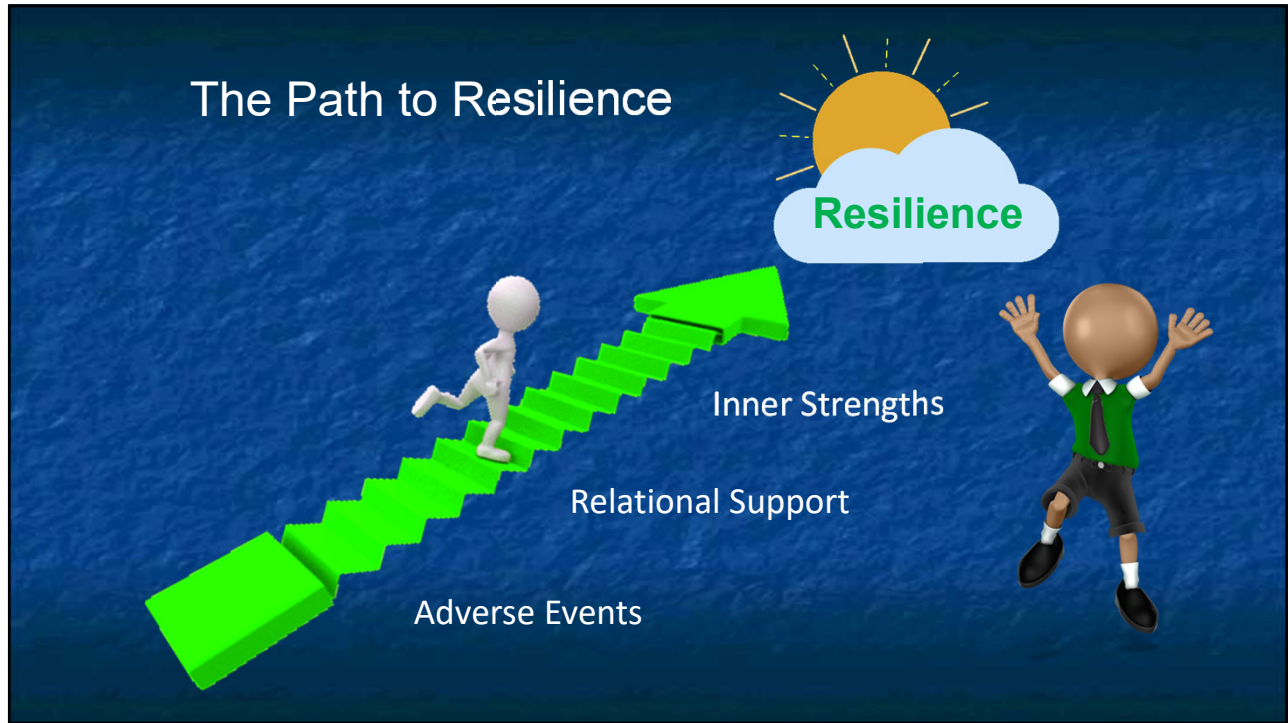 The Path to Resilience
Resilience
Inner Strengths
Relational Support
Adverse Events